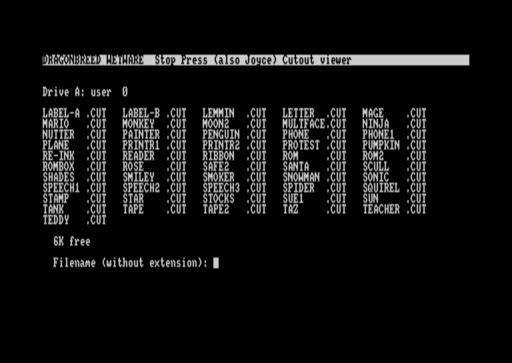 DRAGONBREED WETWARE  Stop Press (also Joyce) Cutout viewer
Drive A: user  0
LABEL-A .CUT  LABEL-B .CUT  LEMMIN  .CUT  LETTER  .CUT  MAGE    .CUT
MARIO   .CUT  MONKEY  .CUT  MOON2   .CUT  MULTFACE.CUT  NINJA   .CUT
NUTTER  .CUT  PAINTER .CUT  PENGUIN .CUT  PHONE   .CUT  PHONE1  .CUT
PLANE   .CUT  PRINTR1 .CUT  PRINTR2 .CUT  PROTEST .CUT  PUMPKIN .CUT
RE-INK  .CUT  READER  .CUT  RIBBON  .CUT  ROM     .CUT  ROM2    .CUT
ROMBOX  .CUT  ROSE    .CUT  SAFE2   .CUT  SANTA   .CUT  SCULL   .CUT
SHADES  .CUT  SMILEY  .CUT  SMOKER  .CUT  SNOWMAN .CUT  SONIC   .CUT
SPEECH1 .CUT  SPEECH2 .CUT  SPEECH3 .CUT  SPIDER  .CUT  SQUIREL .CUT
STAMP   .CUT  STAR    .CUT  STOCKS  .CUT  SUE1    .CUT  SUN     .CUT
TANK    .CUT  TAPE    .CUT  TAPE2   .CUT  TAZ     .CUT  TEACHER .CUT
TEDDY   .CUT
6K free
Filename (without extension):